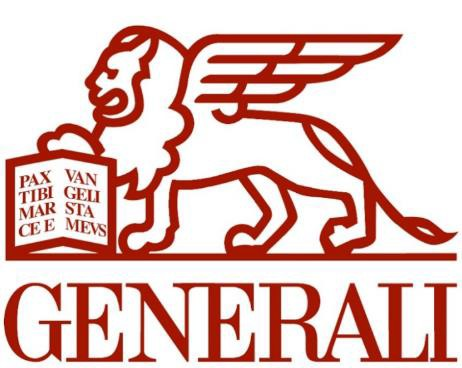 PAX
TIBI
MAR
CE E
VAN
GELI
STA
MEVS
GENERALI